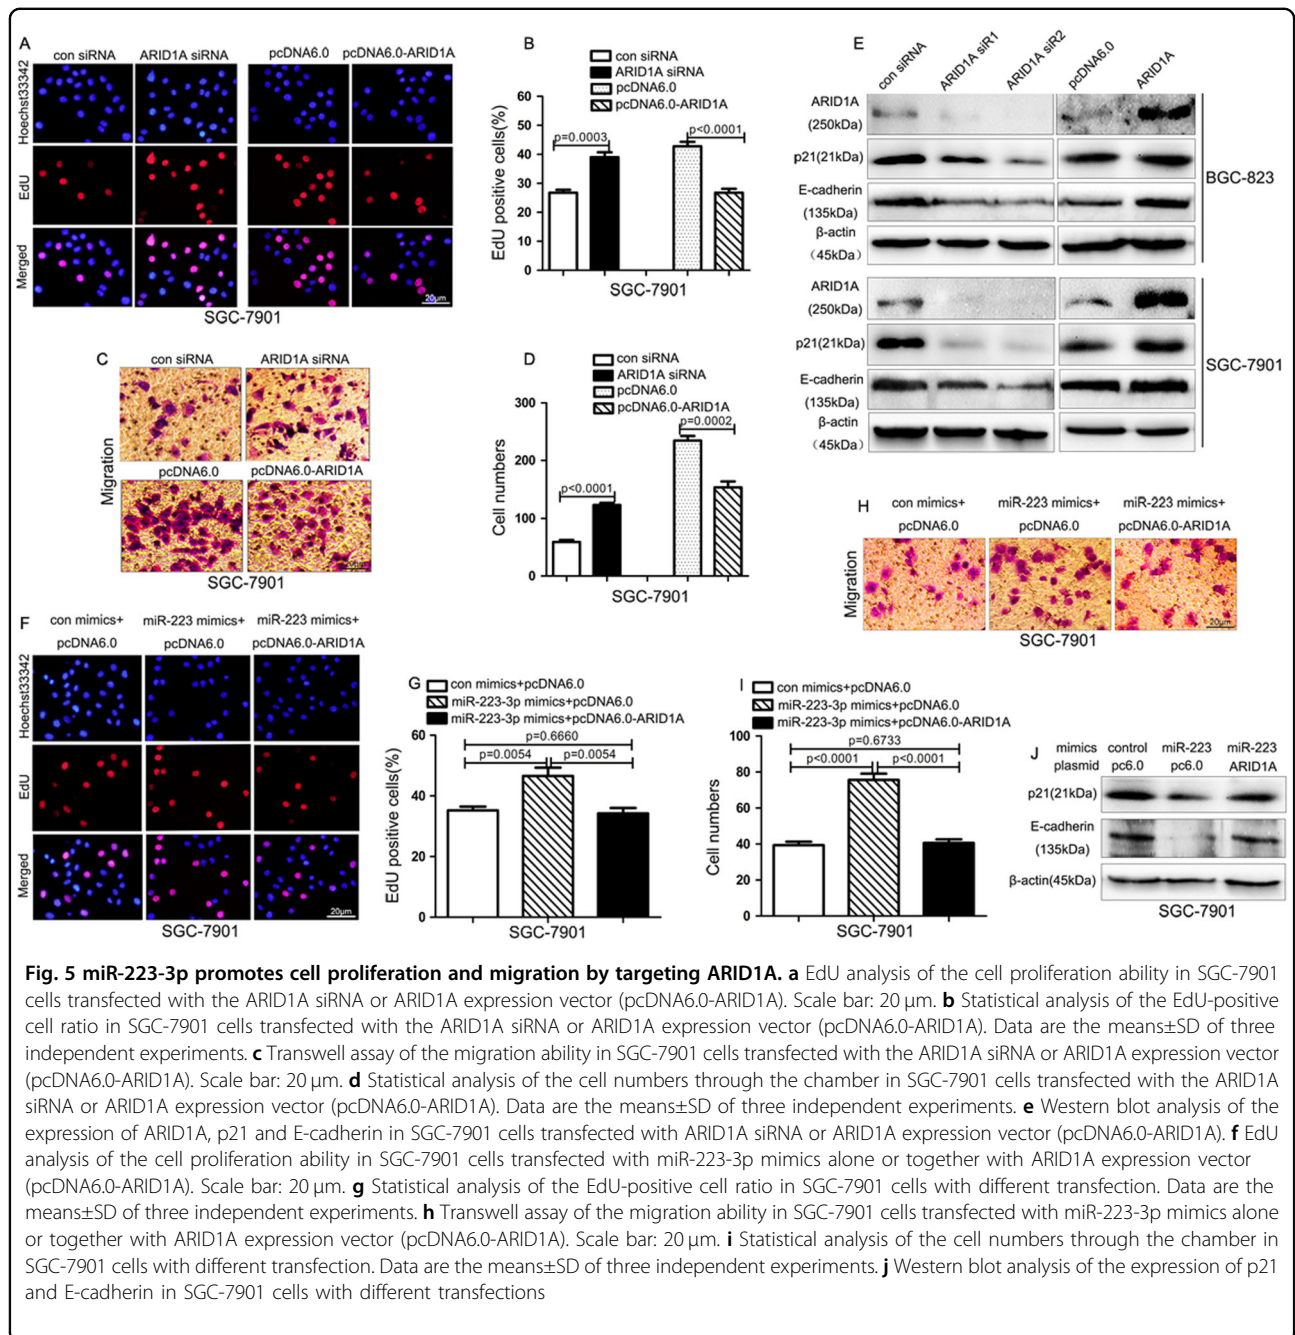 A
con siRNA ARID1A siRNA pcDNA6.0 pcDNA6.0-ARID1A
Hoechst33342
EdU
Merged
20μm
SGC-7901
B
con siRNA
ARID1A siRNA
pcDNA6.0
pcDNA6.0-ARID1A
EdU positive cells(%)
60
50
40
30
20
10
0
p=0.0003
p<0.0001
SGC-7901
C
con siRNA ARID1A siRNA
pcDNA6.0 pcDNA6.0-ARID1A
Migration
SGC-7901
D
con siRNA
ARID1A siRNA
pcDNA6.0
pcDNA6.0-ARID1A
Cell numbers
300
200
100
0
p<0.0001
p=0.0002
SGC-7901
E
con siRNA ARID1A siR1 ARID1A siR2 pcDNA6.0 ARID1A
ARID1A
(250kDa)
p21(21kDa)
E-cadherin
(135kDa)
β-actin
（45kDa）
BGC-823
ARID1A
(250kDa)
p21(21kDa)
E-cadherin
(135kDa)
β-actin
（45kDa）
SGC-7901
F
con mimics+ miR-223 mimics+ miR-223 mimics+
pcDNA6.0 pcDNA6.0 pcDNA6.0-ARID1A
Hoechst33342
EdU
Merged
20μm
SGC-7901
G
con mimics+pcDNA6.0
miR-223-3p mimics+pcDNA6.0
miR-223-3p mimics+pcDNA6.0-ARID1A
EdU positive cells(%)
60
40
20
0
p=0.6660
p=0.0054 p=0.0054
SGC-7901
H
con mimics+ miR-223 mimics+ miR-223 mimics+
pcDNA6.0 pcDNA6.0 pcDNA6.0-ARID1A
Migration
20μm
SGC-7901
I
con mimics+pcDNA6.0
miR-223-3p mimics+pcDNA6.0
miR-223-3p mimics+pcDNA6.0-ARID1A
Cell numbers
100
80
60
40
20
0
p=0.6733
p<0.0001 p<0.0001
SGC-7901
J
mimics control miR-223 miR-223
plasmid pc6.0 pc6.0 ARID1A
p21(21kDa)
E-cadherin
(135kDa)
β-actin(45kDa)
SGC-7901
Fig. 5 miR-223-3p promotes cell proliferation and migration by targeting ARID1A. a EdU analysis of the cell proliferation ability in SGC-7901
cells transfected with the ARID1A siRNA or ARID1A expression vector (pcDNA6.0-ARID1A). Scale bar: 20 μm. b Statistical analysis of the EdU-positive
cell ratio in SGC-7901 cells transfected with the ARID1A siRNA or ARID1A expression vector (pcDNA6.0-ARID1A). Data are the means±SD of three
independent experiments. c Transwell assay of the migration ability in SGC-7901 cells transfected with the ARID1A siRNA or ARID1A expression vector
(pcDNA6.0-ARID1A). Scale bar: 20 μm. d Statistical analysis of the cell numbers through the chamber in SGC-7901 cells transfected with the ARID1A
siRNA or ARID1A expression vector (pcDNA6.0-ARID1A). Data are the means±SD of three independent experiments. e Western blot analysis of the
expression of ARID1A, p21 and E-cadherin in SGC-7901 cells transfected with ARID1A siRNA or ARID1A expression vector (pcDNA6.0-ARID1A). f EdU
analysis of the cell proliferation ability in SGC-7901 cells transfected with miR-223-3p mimics alone or together with ARID1A expression vector
(pcDNA6.0-ARID1A). Scale bar: 20 μm. g Statistical analysis of the EdU-positive cell ratio in SGC-7901 cells with different transfection. Data are the
means±SD of three independent experiments. h Transwell assay of the migration ability in SGC-7901 cells transfected with miR-223-3p mimics alone
or together with ARID1A expression vector (pcDNA6.0-ARID1A). Scale bar: 20 μm. i Statistical analysis of the cell numbers through the chamber in
SGC-7901 cells with different transfection. Data are the means±SD of three independent experiments. j Western blot analysis of the expression of p21
and E-cadherin in SGC-7901 cells with different transfections